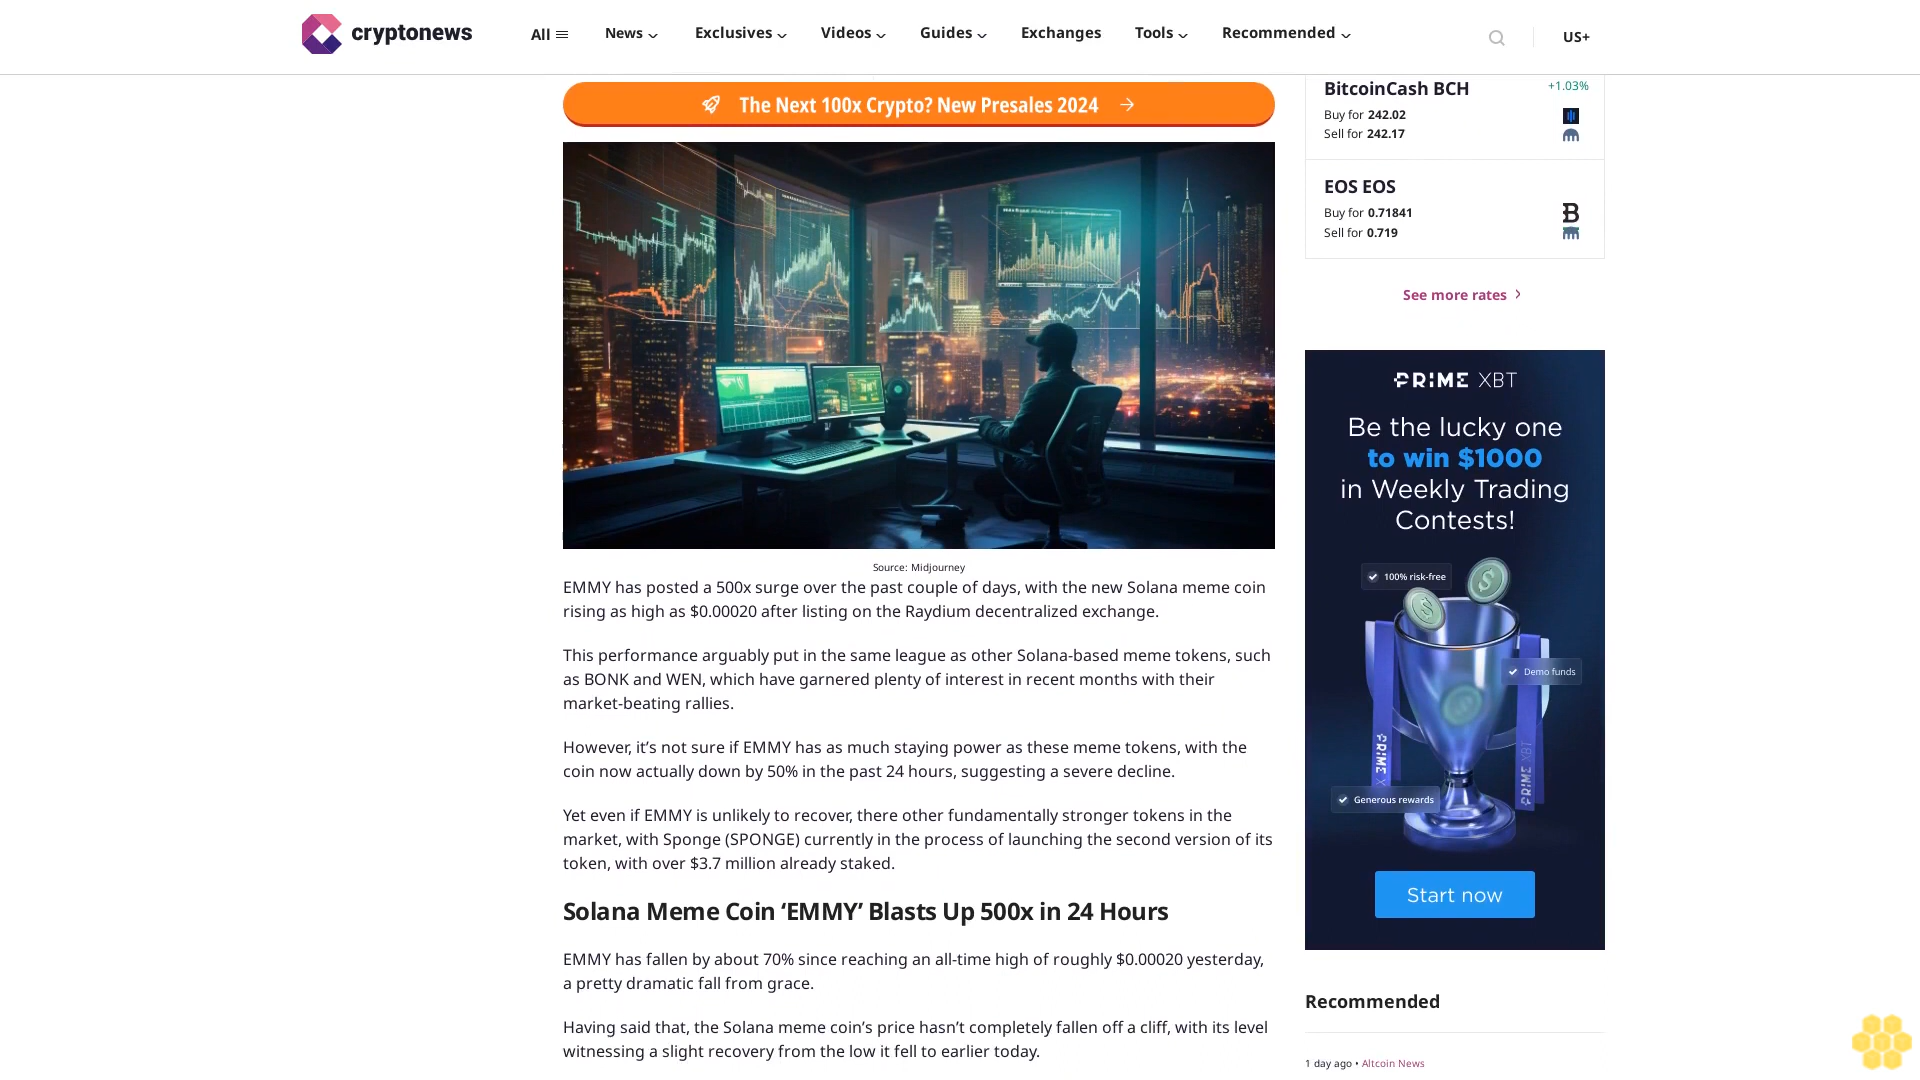 cryptonews
All
News
Exclusives
Videos
Guides
Exchanges
Tools
Recommended
US+
The Next 100x Crypto? New Presales 2024
Source: Midjourney
EMMY has posted a 500x surge over the past couple of days, with the new Solana meme coin
rising as high as $0.00020 after listing on the Raydium decentralized exchange.
This performance arguably put in the same league as other Solana-based meme tokens, such
as BONK and WEN, which have garnered plenty of interest in recent months with their
market-beating rallies.
However, it’s not sure if EMMY has as much staying power as these meme tokens, with the
coin now actually down by 50% in the past 24 hours, suggesting a severe decline.
Yet even if EMMY is unlikely to recover, there other fundamentally stronger tokens in the
market, with Sponge (SPONGE) currently in the process of launching the second version of its
token, with over $3.7 million already staked.
Solana Meme Coin ‘EMMY’ Blasts Up 500x in 24 Hours
EMMY has fallen by about 70% since reaching an all-time high of roughly $0.00020 yesterday,
a pretty dramatic fall from grace.
Having said that, the Solana meme coin’s price hasn’t completely fallen off a cliff, with its level
witnessing a slight recovery from the low it fell to earlier today.
BitcoinCash BCH
+1.03%
Buy for 242.02
Sell for 242.17
EOS EOS
Buy for 0.71841
Sell for 0.719
See more rates
PRIME XBT
Be the lucky one
to win $1000
in Weekly Trading
Contests!
100% risk-free
Demo funds
PRIME X
PRIME XBT
Generous rewards
Start now
Recommended
1 day ago • Altcoin News